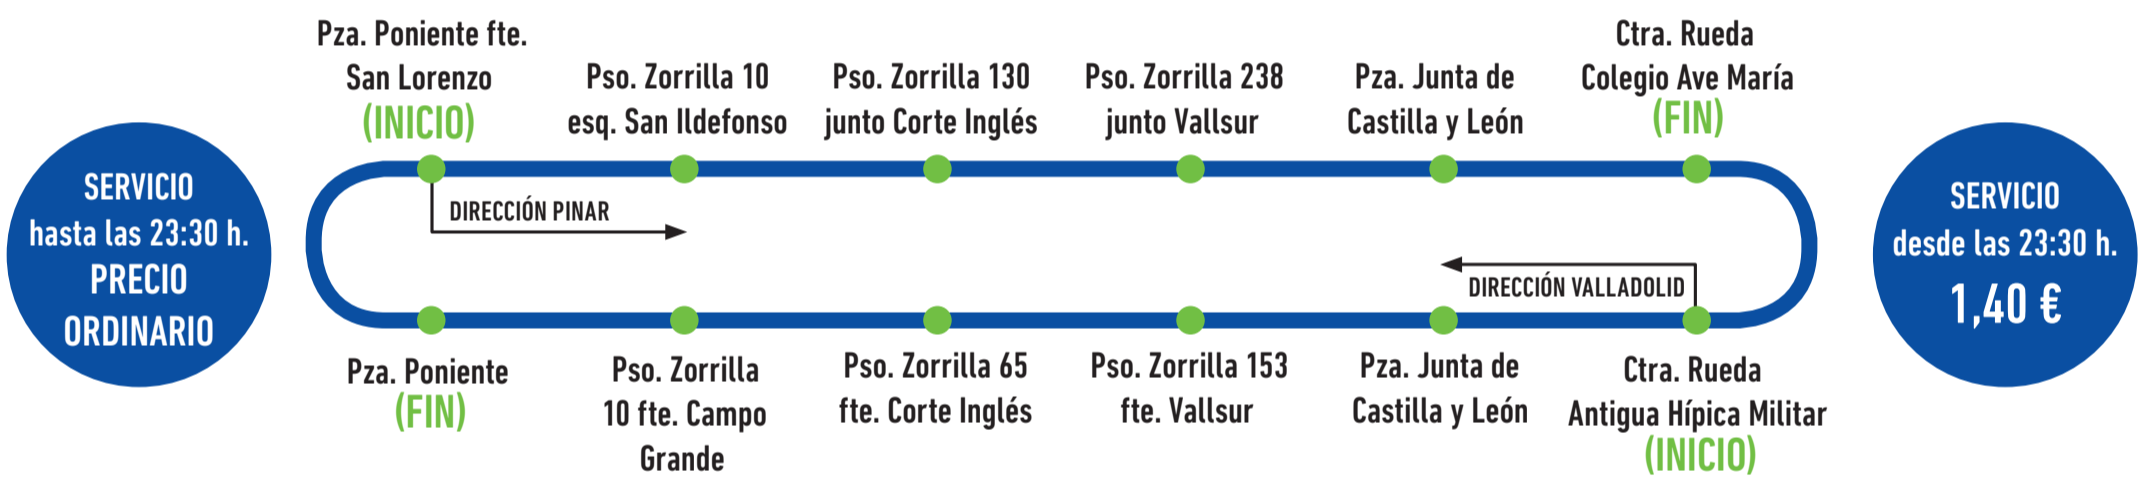 SERVICIO
hasta las 23:30 h.
PRECIO
ORDINARIO
Pza. Poniente fte.
San Lorenzo
(INICIO)
Pso. Zorrilla 10
esq. San Ildefonso
Pso. Zorrilla 130
junto Corte Inglés
Pso. Zorrilla 238
junto Vallsur
Pza. Junta de
Castilla y León
Ctra. Rueda
Colegio Ave María
(FIN)
DIRECCIÓN PINAR
DIRECCIÓN VALLADOLID
Pza. Poniente
(FIN)
Pso. Zorrilla
10 fte. Campo
Grande
Pso. Zorrilla 65
fte. Corte Inglés
Pso. Zorrilla 153
fte. Vallsur
Pza. Junta de
Castilla y León
Ctra. Rueda
Antigua Hípica Militar
(INICIO)
SERVICIO
desde las 23:30 h.
1,40 €